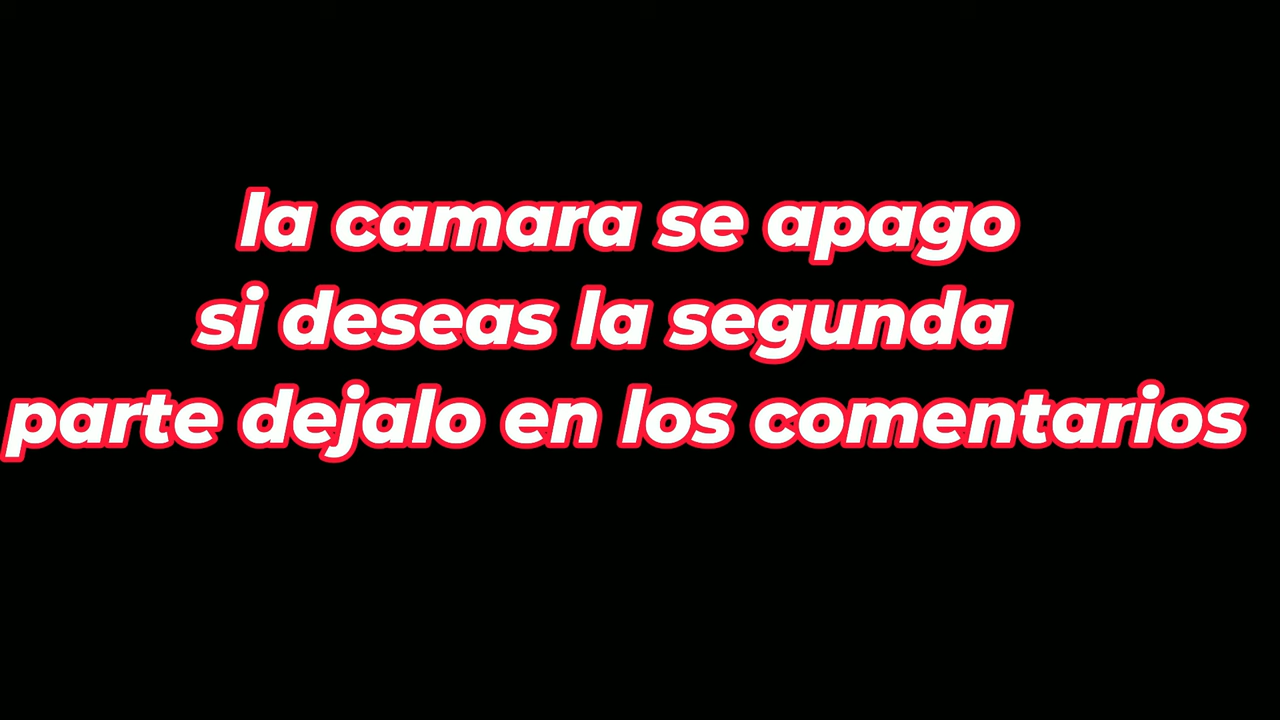 la camara se apago
si deseas la segunda
parte dejalo en los comentarios